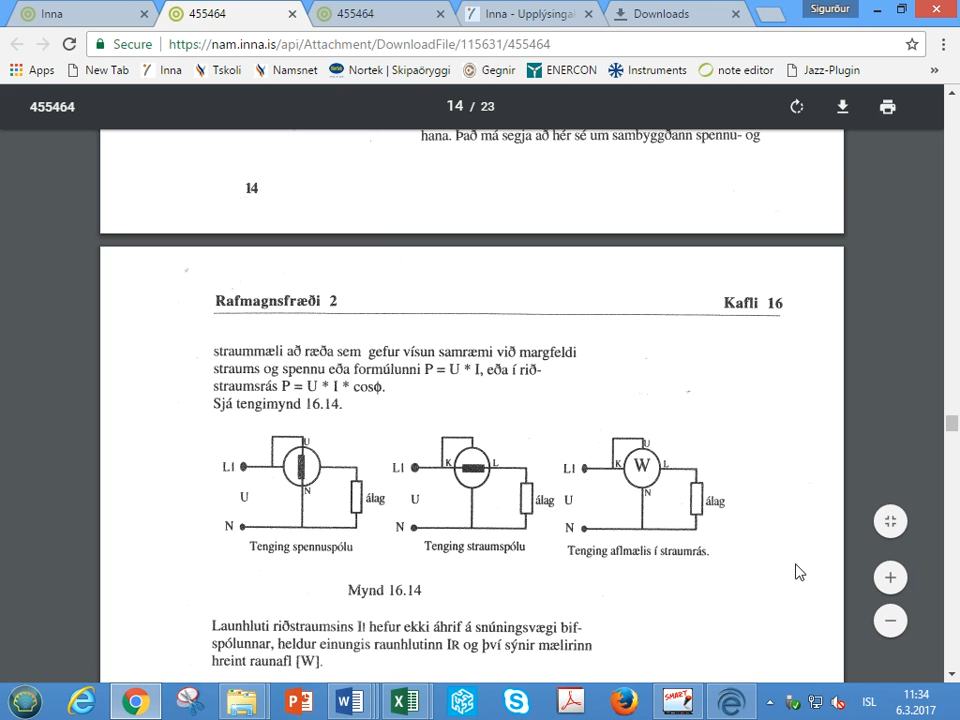 Inna
455464
455464
Inna - Upplýsinga
Downloads
Sigurður
Secure
https://nam.inna.is/api/Attachment/DownloadFile/115631/455464
Apps
New Tab
Inna
Tskoli
Namsnet
Nortek | Skipaöryggi
Gegnir
ENERCON
Instruments
note editor
Jazz-Plugin
»
455464
14 / 23
hana. Það má segja að hér sé um sambyggðann spennu- og
14
Rafmagnsfræði 2
Kafli 16
straummæli að ræða sem gefur vísun samræmi við margfeldi
straums og spennu eða formúlunni P = U * I, eða í rið-
straumsrás P = U * I * cosϕ.
Sjá tengimynd 16.14.
U
L1
N
U
álag
N
Tenging spennuspólu
K
L
L1
U
álag
N
Tenging straumspólu
U
K
W
L
L1
N
U
álag
N
Tenging aflmælis í straumrás.
Mynd 16.14
Launhluti riðstraumsins Il hefur ekki áhrif á snúningsvægi bif-
spólunnar, heldur einungis raunhlutinn IR og því sýnir mælirinn
hreint raunafl [W].
SMART
ISL
11:34
6.3.2017